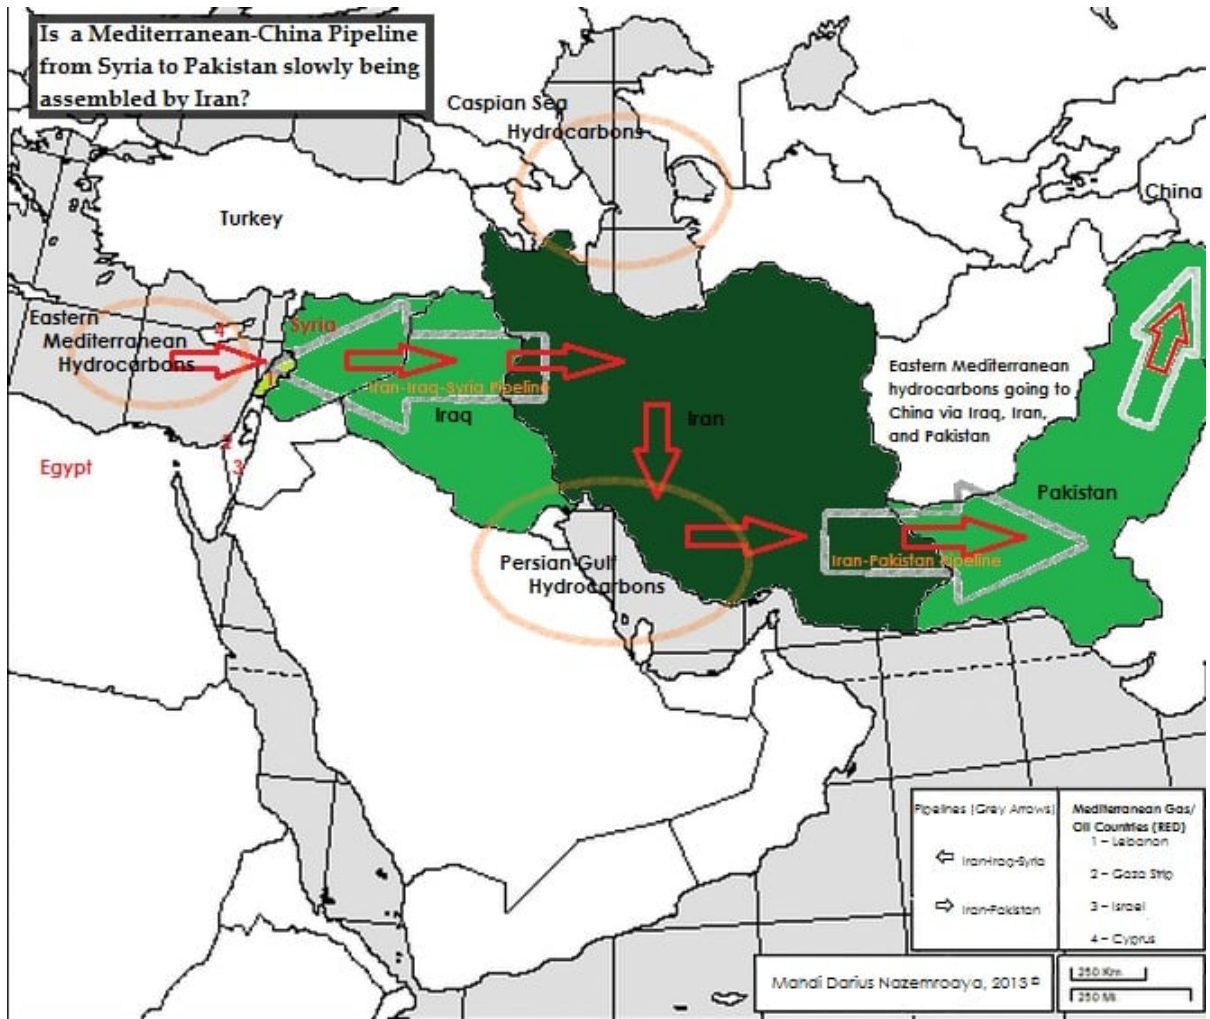 Is a Mediterranean-China Pipeline
from Syria to Pakistan slowly being
assembled by Iran?
Caspian Sea
Hydrocarbons
China
Turkey
Eastern
Mediterranean
Hydrocarbons
4
Syria
1
Iran-Iraq-Syria Pipeline
Iraq
Iran
Eastern Mediterranean
hydrocarbons going to
China via Iraq, Iran,
and Pakistan
2
3
Egypt
Pakistan
Persian Gulf
Hydrocarbons
Iran-Pakistan Pipeline
Pipelines (Grey Arrows)
Iran-Iraq-Syria
Iran-Pakistan
Mediterranean Gas/
Oil Countries (RED)
1 – Lebanon
2 – Gaza Strip
3 – Israel
4 – Cyprus
Mahdi Darius Nazemroaya, 2013 ©
250 Km.
250 Mi.